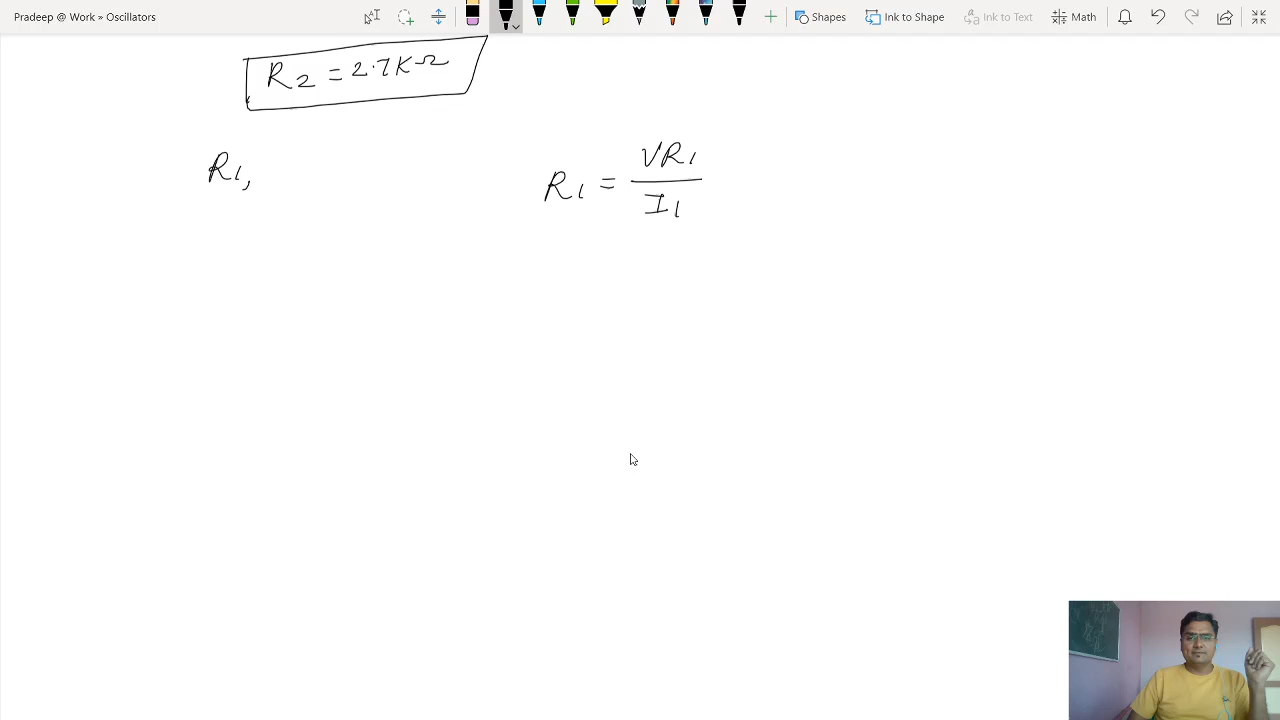 Pradeep @ Work » Oscillators
Shapes Ink to Shape Ink to Text Math
R2 = 2.7KΩ
R1,
R1 = VR1 / I1